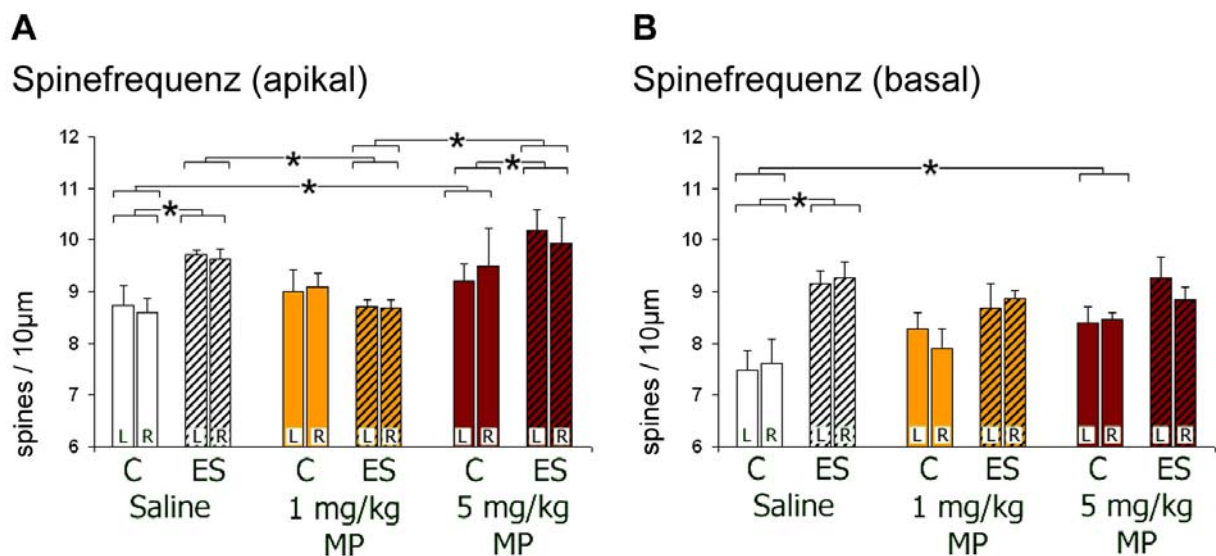 A
Spinefrequenz (apikal)
spines / 10µm
12
11
10
9
8
7
6
* *
* *
*
*
L R L R L R L R L R L R
C ES C ES C ES
Saline 1 mg/kg 5 mg/kg
MP MP
B
Spinefrequenz (basal)
spines / 10µm
12
11
10
9
8
7
6
*
*
L R L R L R L R L R L R
C ES C ES C ES
Saline 1 mg/kg 5 mg/kg
MP MP